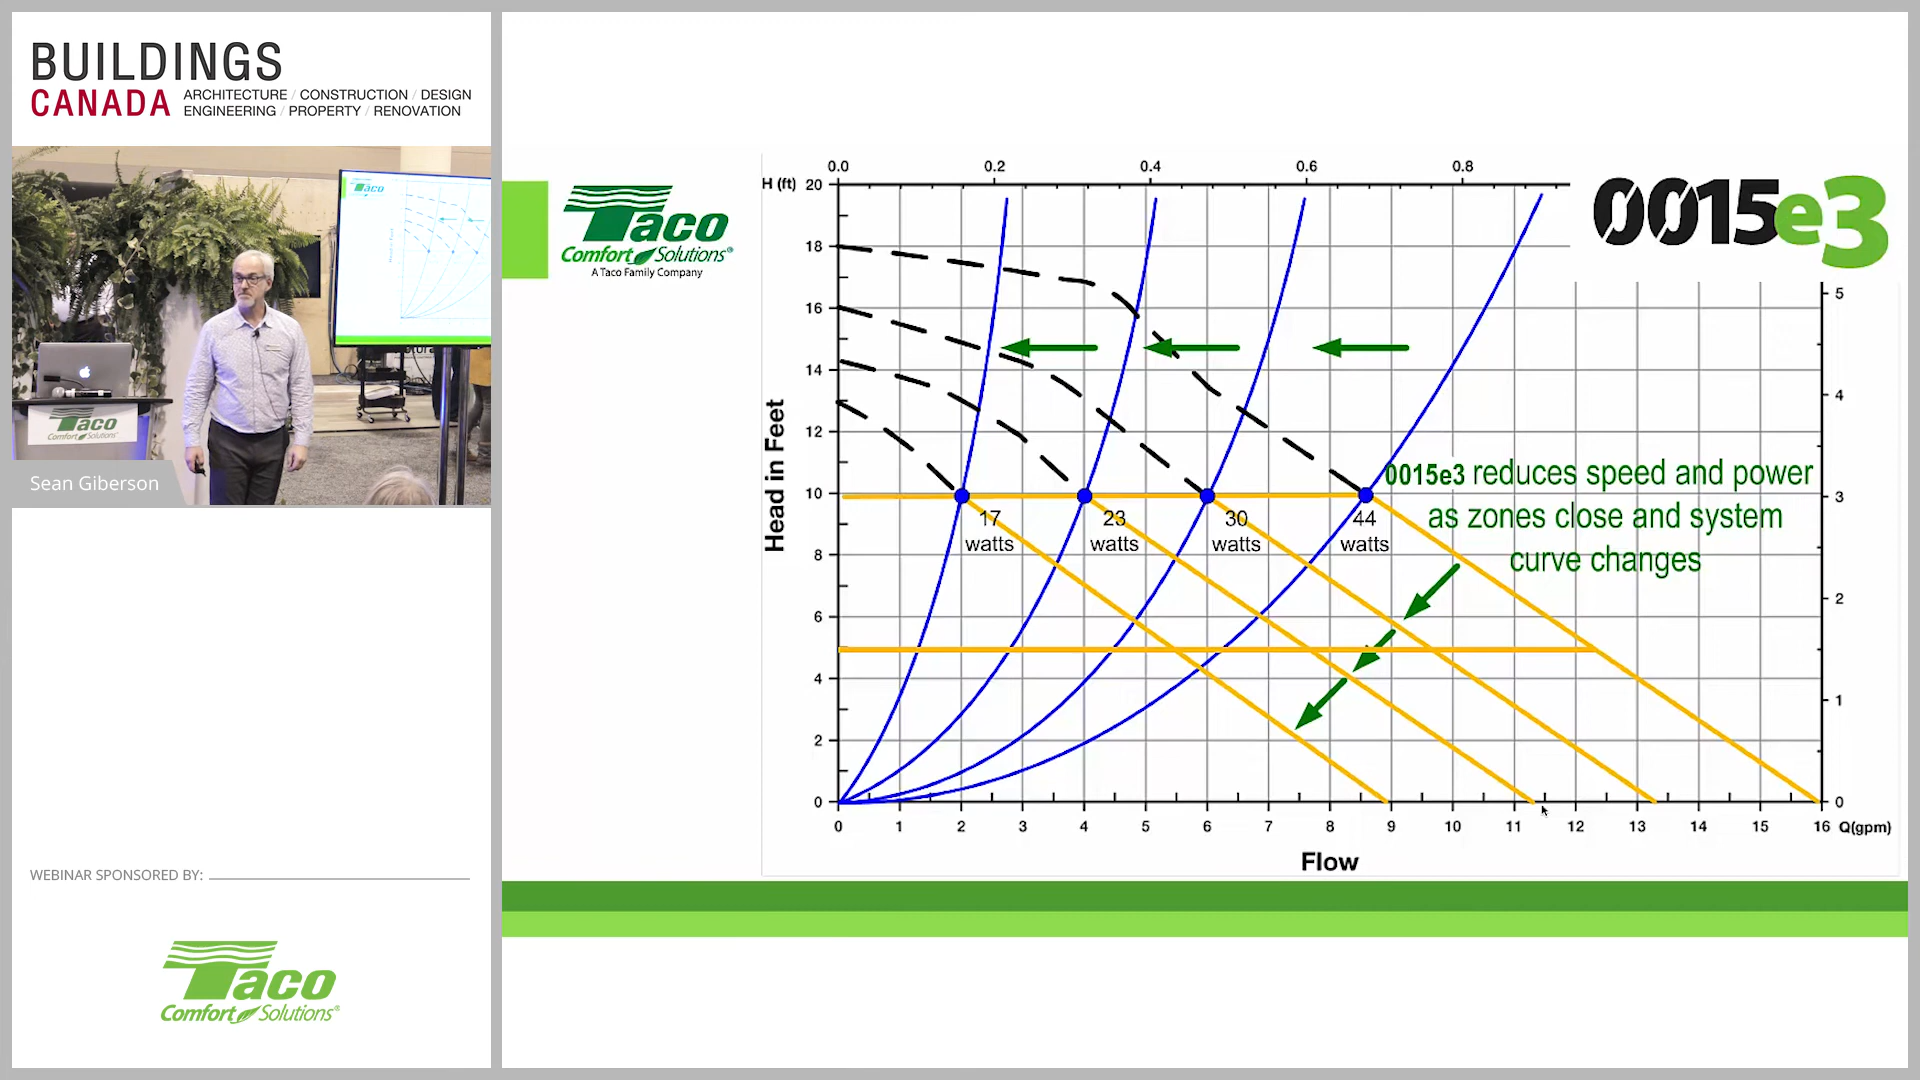 BUILDINGS
CANADA
ARCHITECTURE / CONSTRUCTION / DESIGN
ENGINEERING / PROPERTY / RENOVATION
Taco
Taco
Comfort Solutions
Sean Giberson
WEBINAR SPONSORED BY:
Taco
Comfort Solutions®
Taco
Comfort Solutions®
A Taco Family Company
0015e3
0.0 0.2 0.4 0.6 0.8
H (ft)
20
18
16
14
12
10
8
6
4
2
0
Head in Feet
5
4
3
2
1
0
0015e3 reduces speed and power
as zones close and system
curve changes
17
watts
23
watts
30
watts
44
watts
0 1 2 3 4 5 6 7 8 9 10 11 12 13 14 15 16 Q(gpm)
Flow